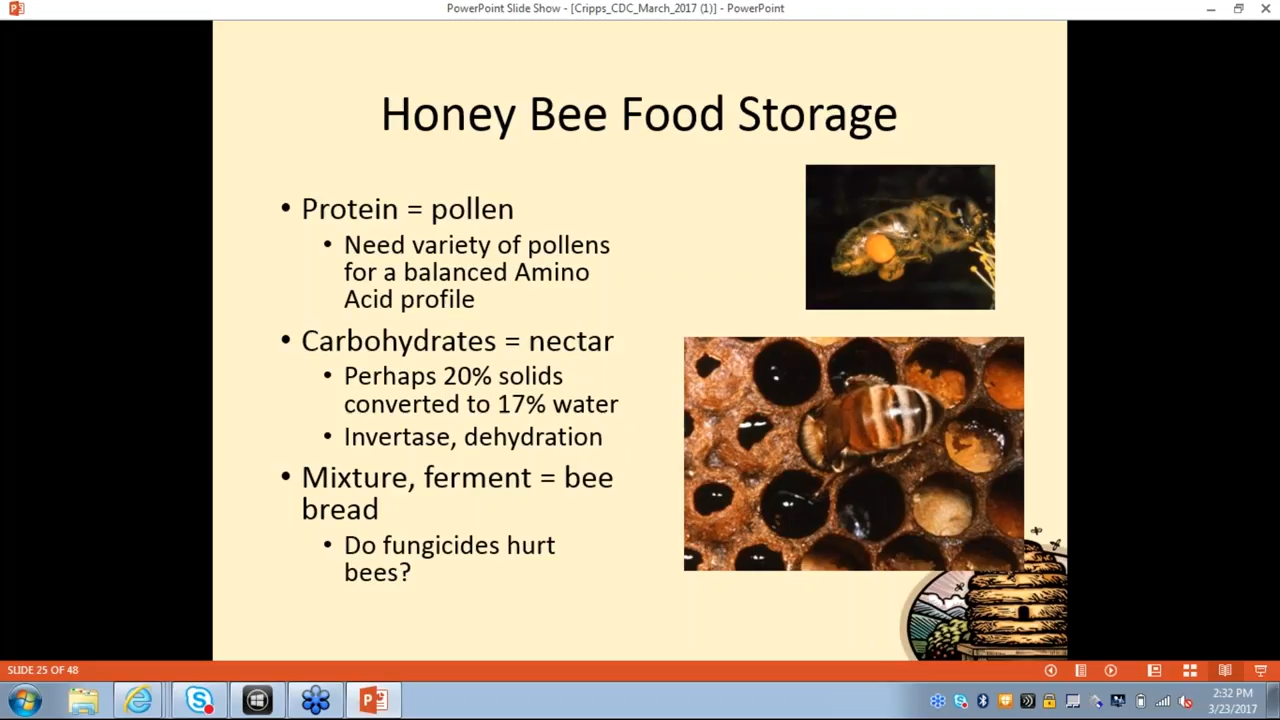 PowerPoint Slide Show - [Cripps_CDC_March_2017 (1)] - PowerPoint
Honey Bee Food Storage
• Protein = pollen
• Need variety of pollens
for a balanced Amino
Acid profile
• Carbohydrates = nectar
• Perhaps 20% solids
converted to 17% water
• Invertase, dehydration
• Mixture, ferment = bee
bread
• Do fungicides hurt
bees?
SLIDE 25 OF 48
2:32 PM
3/23/2017